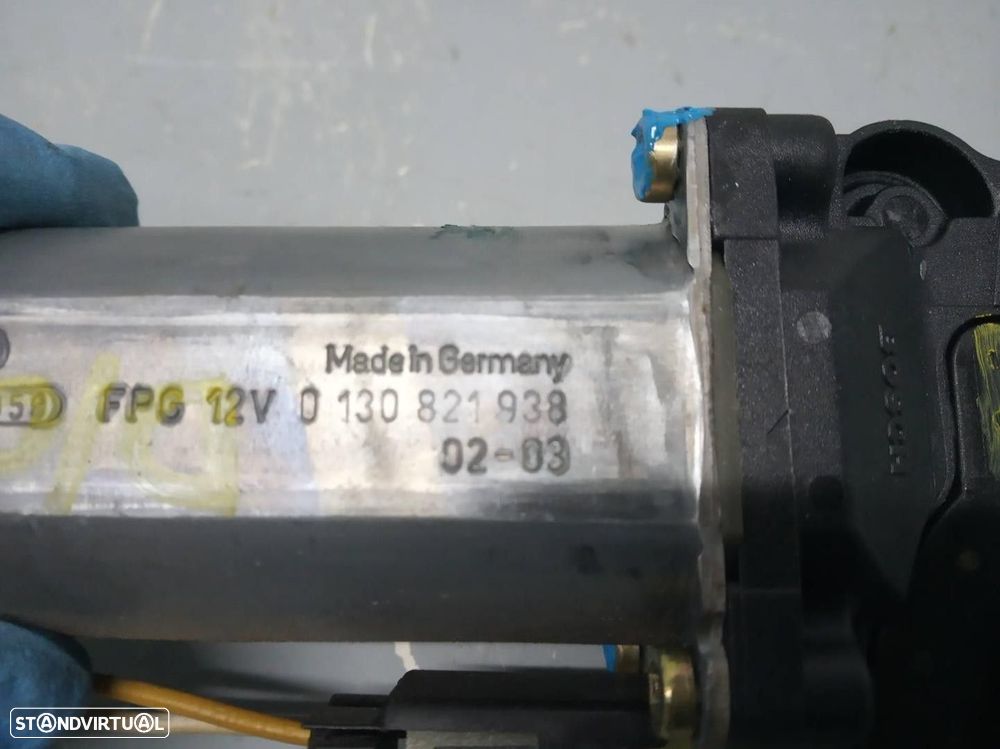 Made in Germany
FPG 12V 0 130 821 938
02-03
BOSCH
STANDVIRTUAL